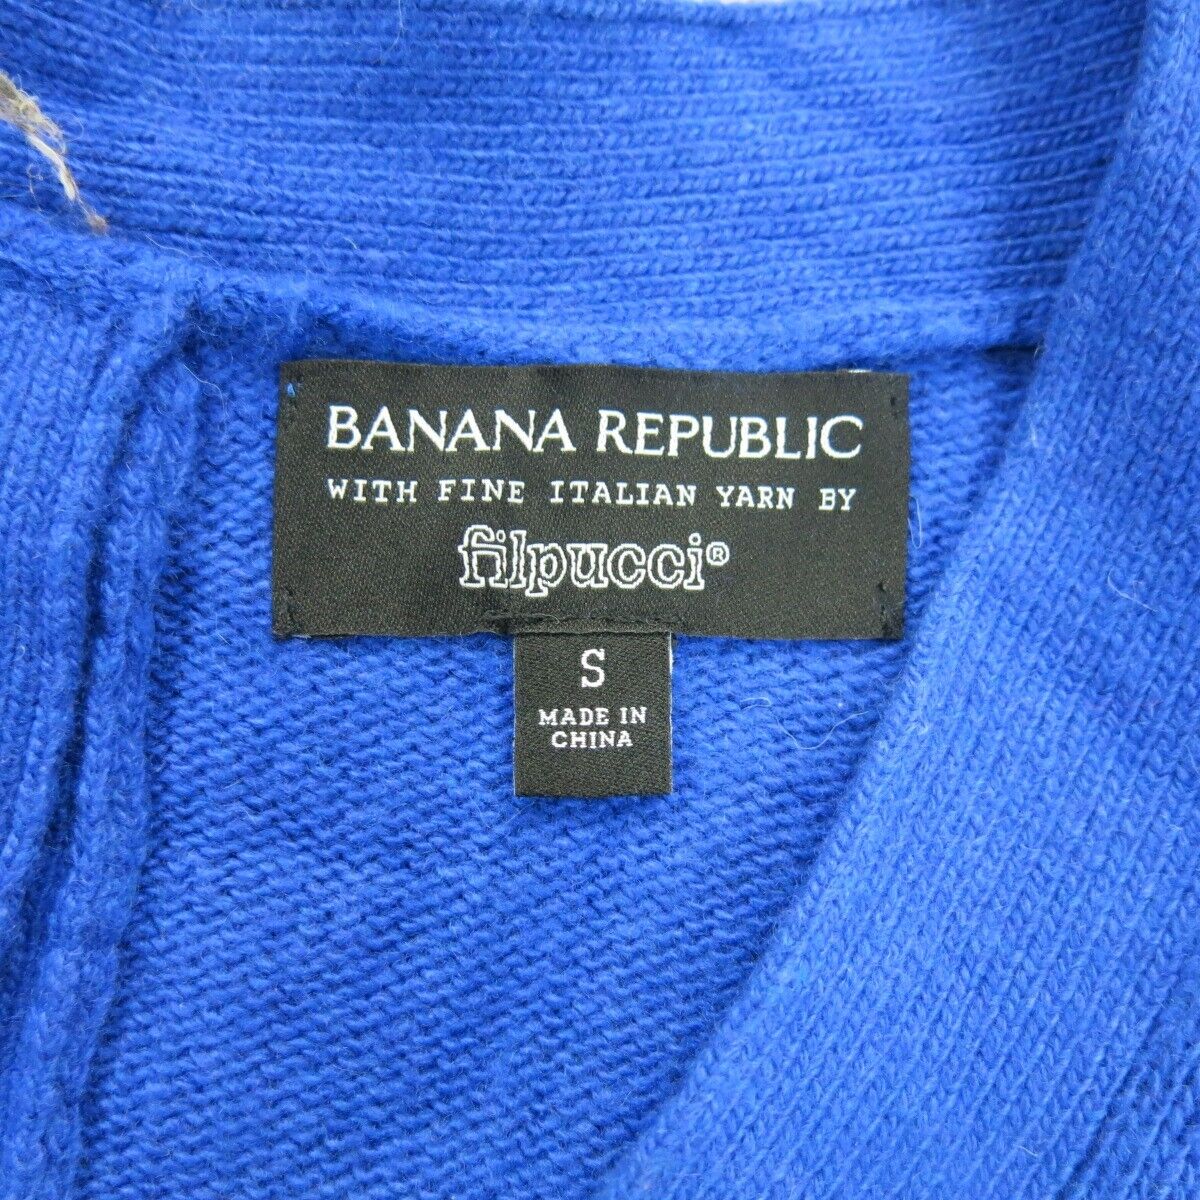 BANANA REPUBLIC
WITH FINE ITALIAN YARN BY
filpucci®
S
MADE IN
CHINA